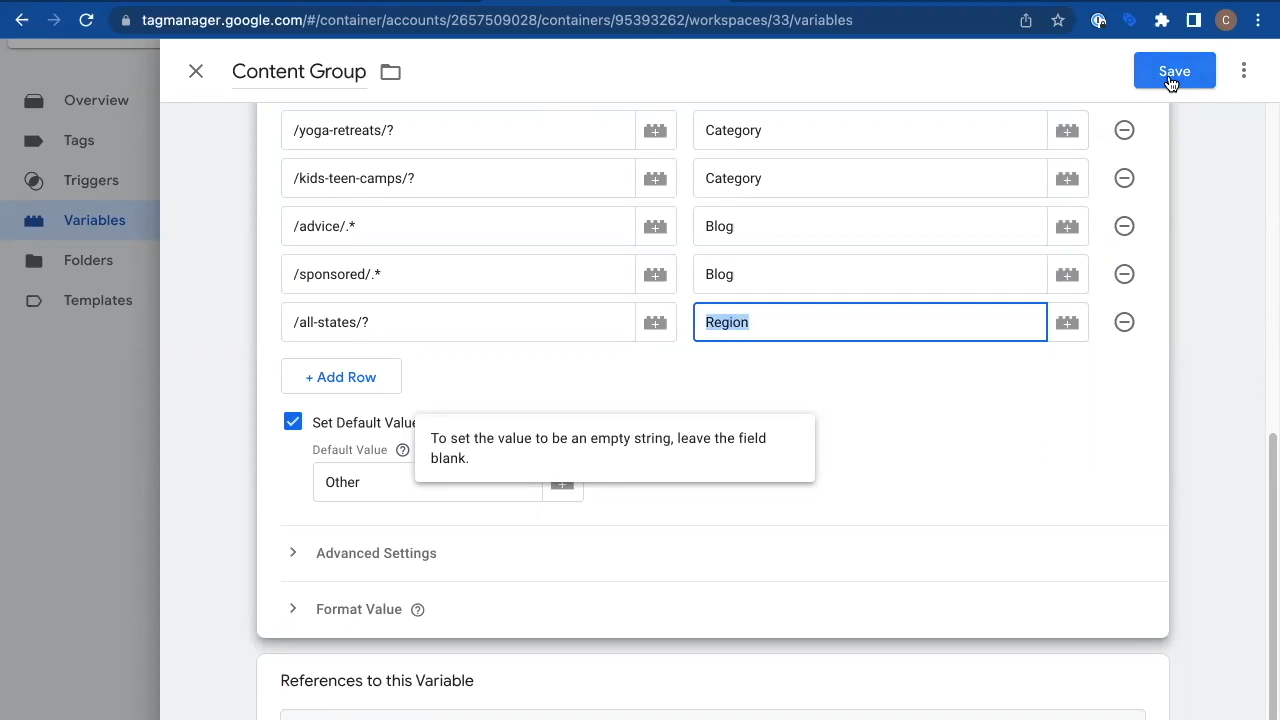 tagmanager.google.com/#/container/accounts/2657509028/containers/95393262/workspaces/33/variables
C
Content Group
Save
Overview
Tags
Triggers
Variables
Folders
Templates
/yoga-retreats/?
Category
/kids-teen-camps/?
Category
/advice/.*
Blog
/sponsored/.*
Blog
/all-states/?
Region
+ Add Row
Set Default Value
To set the value to be an empty string, leave the field
blank.
Default Value
Other
Advanced Settings
Format Value
References to this Variable